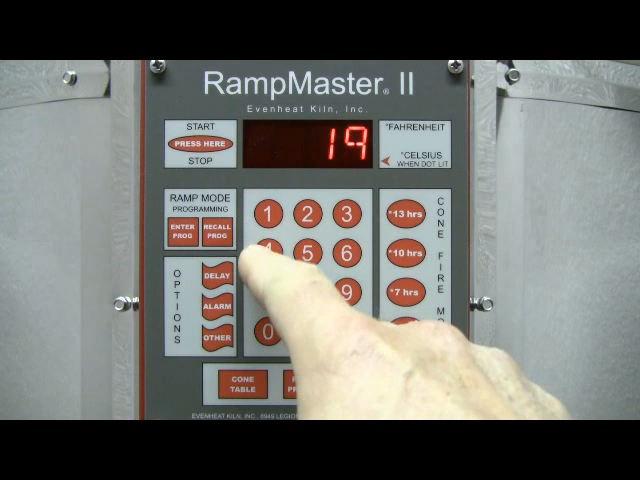 RampMaster® II
Evenheat Kiln, Inc.
START
PRESS HERE
STOP
19
°FAHRENHEIT
°CELSIUS
WHEN DOT LIT
RAMP MODE
PROGRAMMING
ENTER PROG
RECALL PROG
OPTIONS
DELAY
ALARM
OTHER
1 2 3
4 5 6
9
0
*13 hrs
*10 hrs
*7 hrs
CONE FIRE MO
CONE TABLE
EVENHEAT KILN, INC., 6949 LEGION